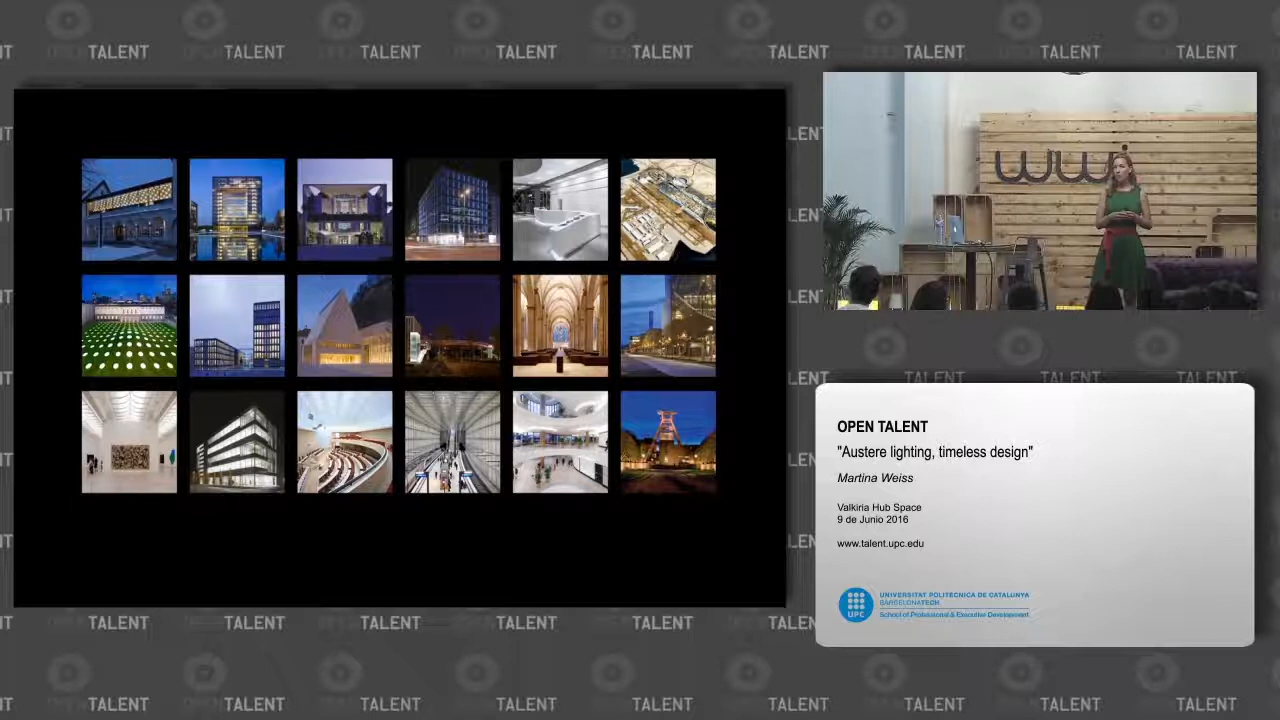 OPEN TALENT
"Austere lighting, timeless design"
Martina Weiss
Valkiria Hub Space
9 de Junio 2016
www.talent.upc.edu
UPC
UNIVERSITAT POLITÈCNICA DE CATALUNYA
BARCELONATECH
School of Professional & Executive Development